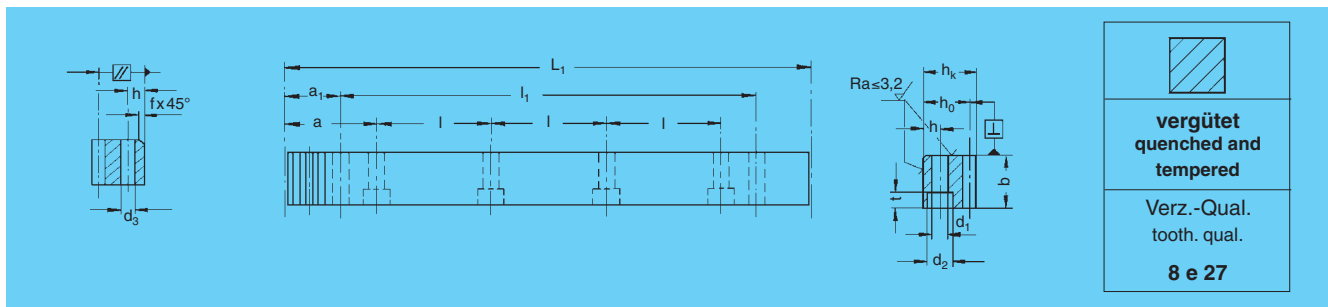 h
f x 45°
d3
L1
a1
l1
a
l
l
l
Ra≤3,2
hk
h0
h
t
b
d1
d2
vergütet
quenched and
tempered
Verz.-Qual.
tooth. qual.
8 e 27